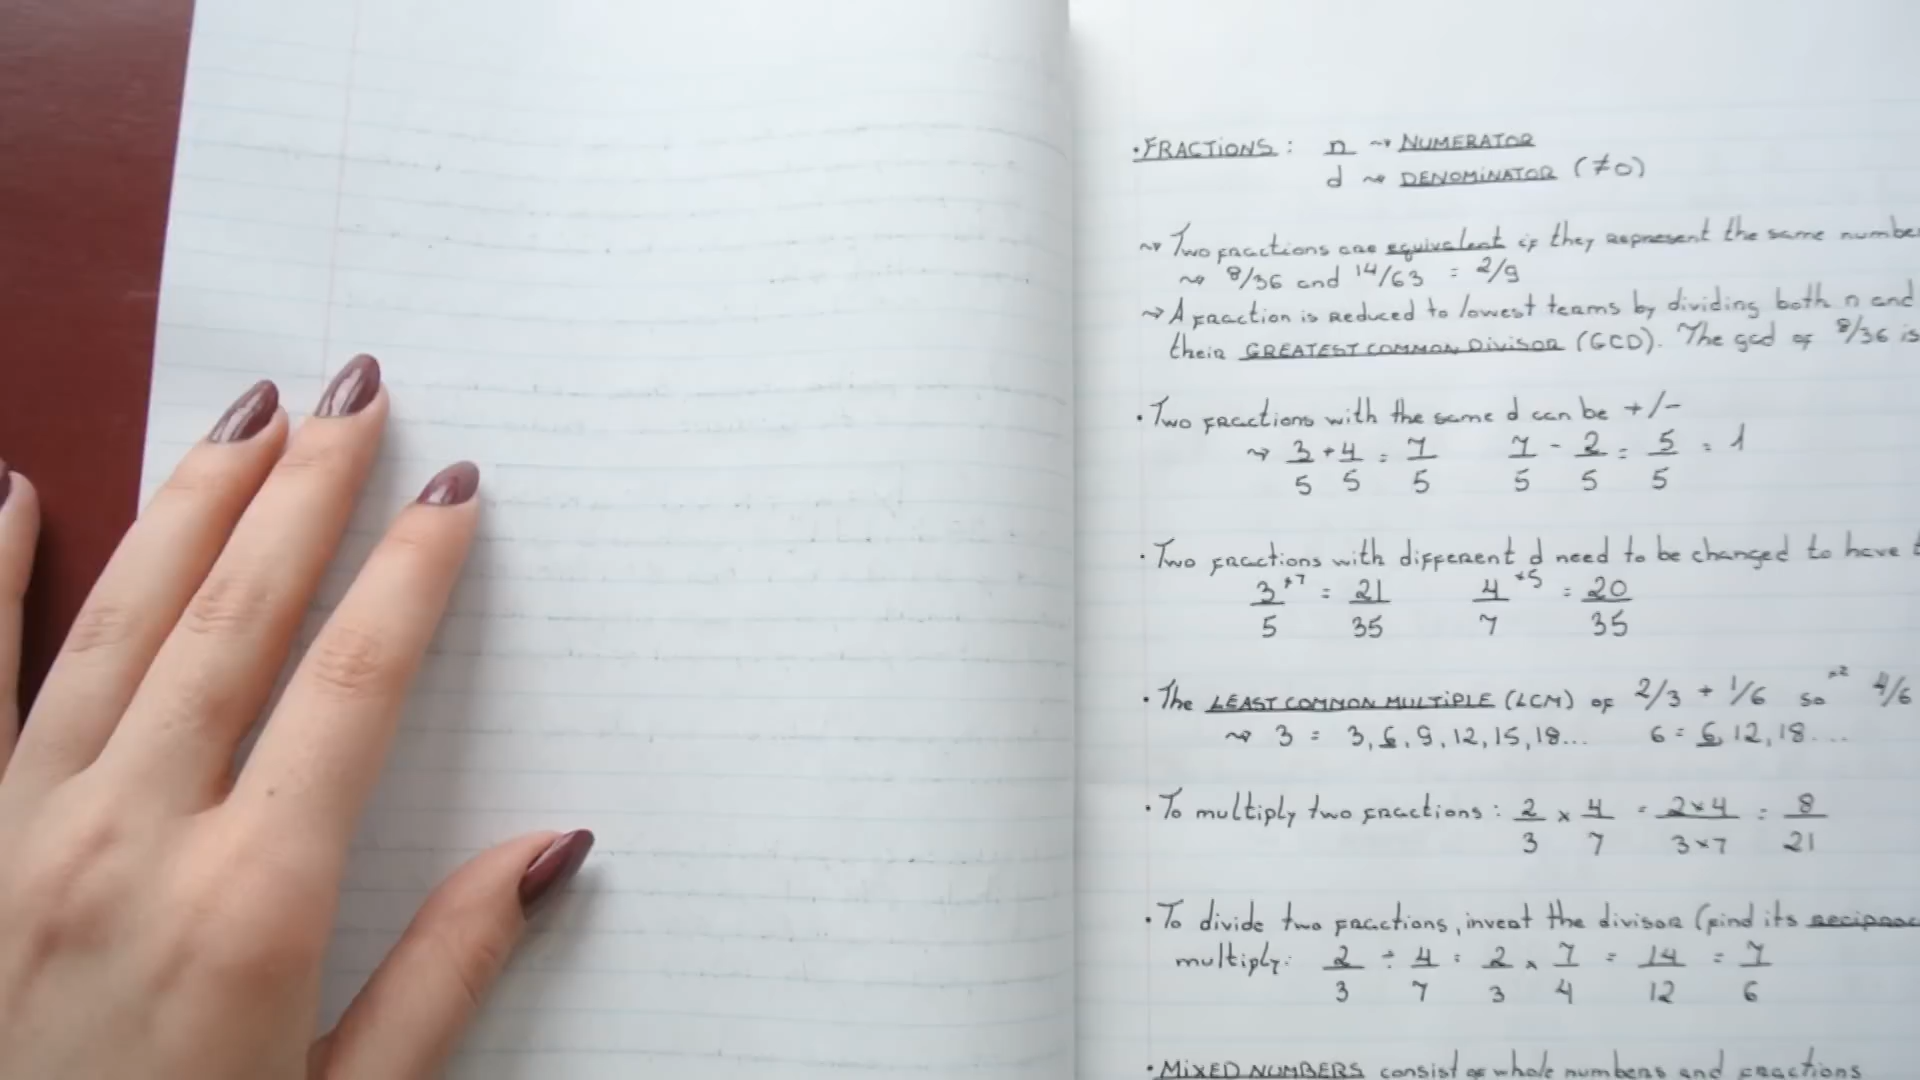 • FRACTIONS : n ⤳ NUMERATOR
d ⤳ DENOMINATOR (≠0)
⤳ Two fractions are equivalent if they represent the same number
⤳ 8/36 and 14/63 = 2/9
⤳ A fraction is reduced to lowest terms by dividing both n and
their GREATEST COMMON DIVISOR (GCD). The gcd of 8/36 is
• Two fractions with the same d can be +/-
⤳ 3/5 + 4/5 = 7/5 7/5 - 2/5 = 5/5 = 1
• Two fractions with different d need to be changed to have
3/5 ×7 = 21/35 4/7 ×5 = 20/35
• The LEAST COMMON MULTIPLE (LCM) of 2/3 + 1/6 so ×2 4/6
⤳ 3 = 3, 6, 9, 12, 15, 18... 6 = 6, 12, 18....
• To multiply two fractions : 2/3 × 4/7 = 2×4/3×7 = 8/21
• To divide two fractions, invert the divisor (find its
multiply: 2/3 ÷ 4/7 = 2/3 × 7/4 = 14/12 = 7/6
• MIXED NUMBERS consist of whole numbers and fractions